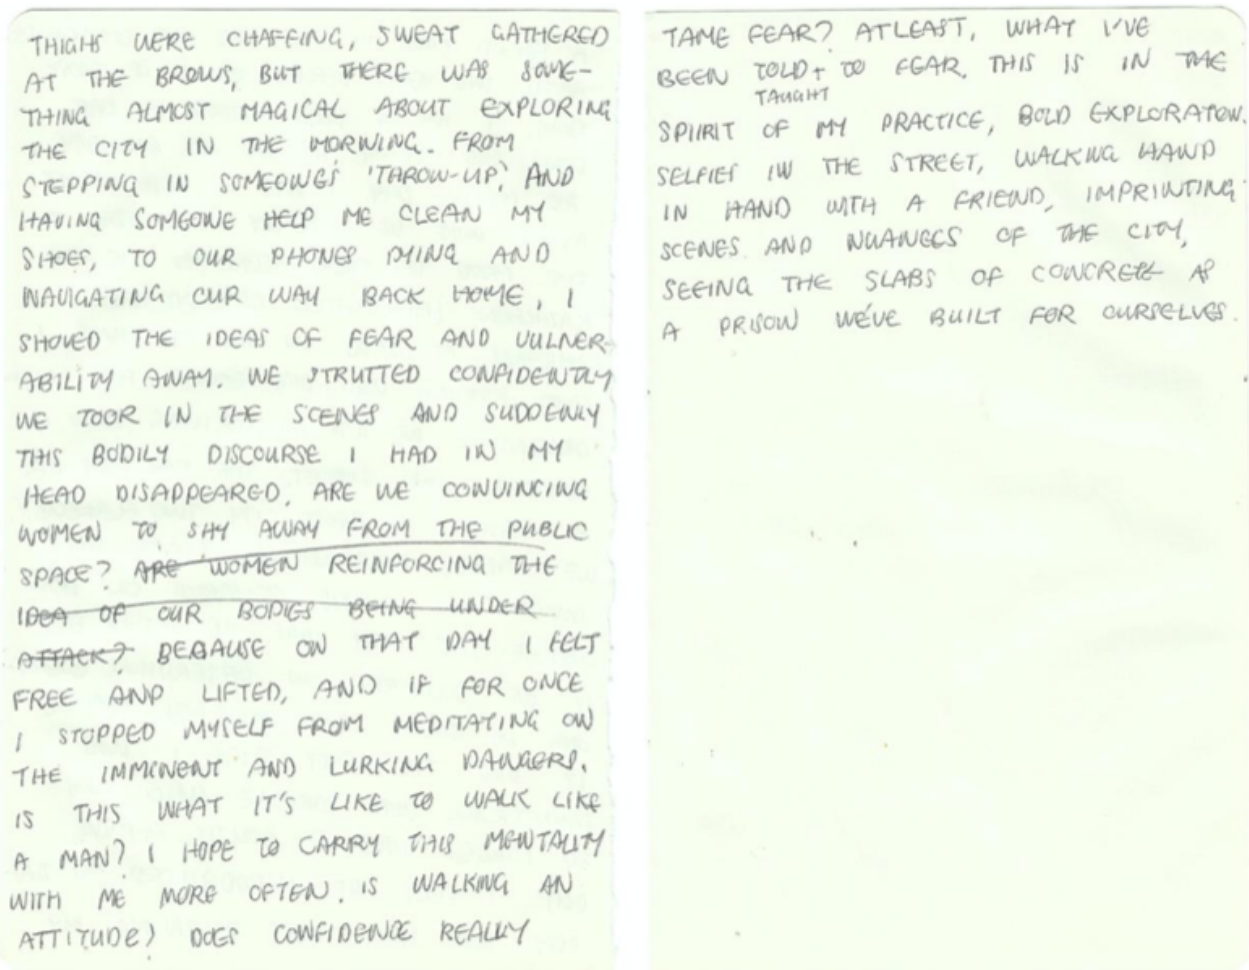 THIGHS WERE CHAFFING, SWEAT GATHERED
AT THE BROWS, BUT THERE WAS SOME-
THING ALMOST MAGICAL ABOUT EXPLORING
THE CITY IN THE MORNING. FROM
STEPPING IN SOMEONE'S 'THROW-UP', AND
HAVING SOMEONE HELP ME CLEAN MY
SHOES, TO OUR PHONES DYING AND
NAVIGATING OUR WAY BACK HOME, I
SHOVED THE IDEAS OF FEAR AND VULNER-
ABILITY AWAY. WE STRUTTED CONFIDENTLY
WE TOOK IN THE SCENES AND SUDDENLY
THIS BODILY DISCOURSE I HAD IN MY
HEAD DISAPPEARED. ARE WE CONVINCING
WOMEN TO SHY AWAY FROM THE PUBLIC
SPACE? ARE WOMEN REINFORCING THE
IDEA OF OUR BODIES BEING UNDER
ATTACK? BECAUSE ON THAT DAY I FELT
FREE AND LIFTED, AND IF FOR ONCE
I STOPPED MYSELF FROM MEDITATING ON
THE IMMINENT AND LURKING DANGERS.
IS THIS WHAT IT'S LIKE TO WALK LIKE
A MAN? I HOPE TO CARRY THIS MENTALITY
WITH ME MORE OFTEN. IS WALKING AN
ATTITUDE? DOES CONFIDENCE REALLY
TAME FEAR? ATLEAST, WHAT I'VE
BEEN TOLD + TO FEAR. THIS IS IN THE
TAUGHT
SPIRIT OF MY PRACTICE, BOLD EXPLORATION.
SELFIES IN THE STREET, WALKING HAND
IN HAND WITH A FRIEND, IMPRINTING
SCENES AND NUANCES OF THE CITY,
SEEING THE SLABS OF CONCRETE AS
A PRISON WE'VE BUILT FOR OURSELVES.